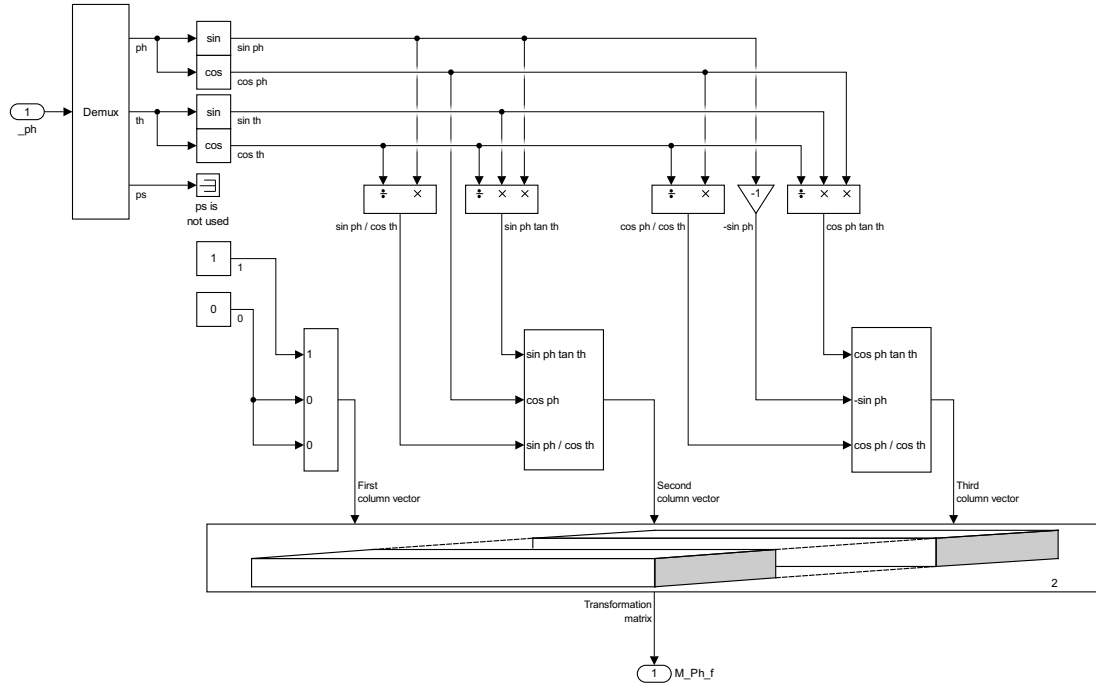 ph
sin
sin ph
cos
cos ph
1
_ph
Demux
th
sin
sin th
cos
cos th
ps
ps is
not used
÷ ×
÷ × ×
÷ ×
-1
÷ × ×
sin ph / cos th
sin ph tan th
cos ph / cos th
-sin ph
cos ph tan th
1
1
0
0
1
0
0
sin ph tan th
cos ph
sin ph / cos th
cos ph tan th
-sin ph
cos ph / cos th
First
column vector
Second
column vector
Third
column vector
2
Transformation
matrix
1
M_Ph_f